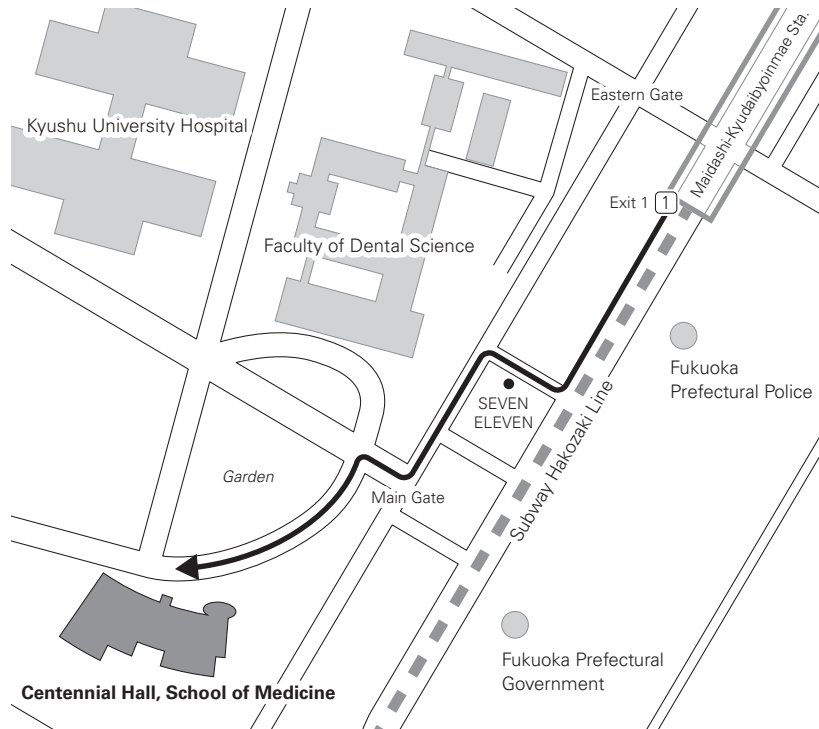 Maidashi-Kyudaibyoinmae Sta.
Eastern Gate
Kyushu University Hospital
Exit 1
1
Faculty of Dental Science
Fukuoka
Prefectural Police
SEVEN
ELEVEN
Subway Hakozaki Line
Garden
Main Gate
Fukuoka Prefectural
Government
Centennial Hall, School of Medicine